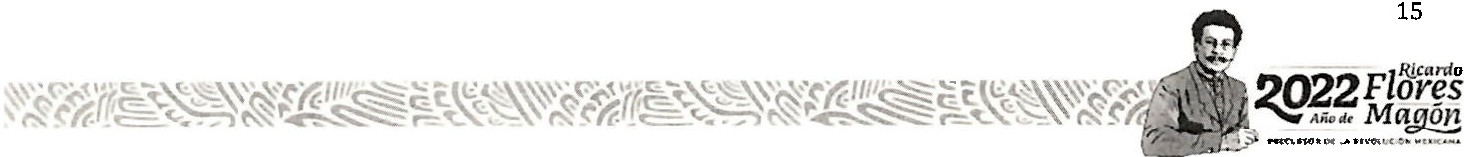 15
2022 Ricardo
Año de Flores
Magón
PRECURSOR DE LA REVOLUCIÓN MEXICANA